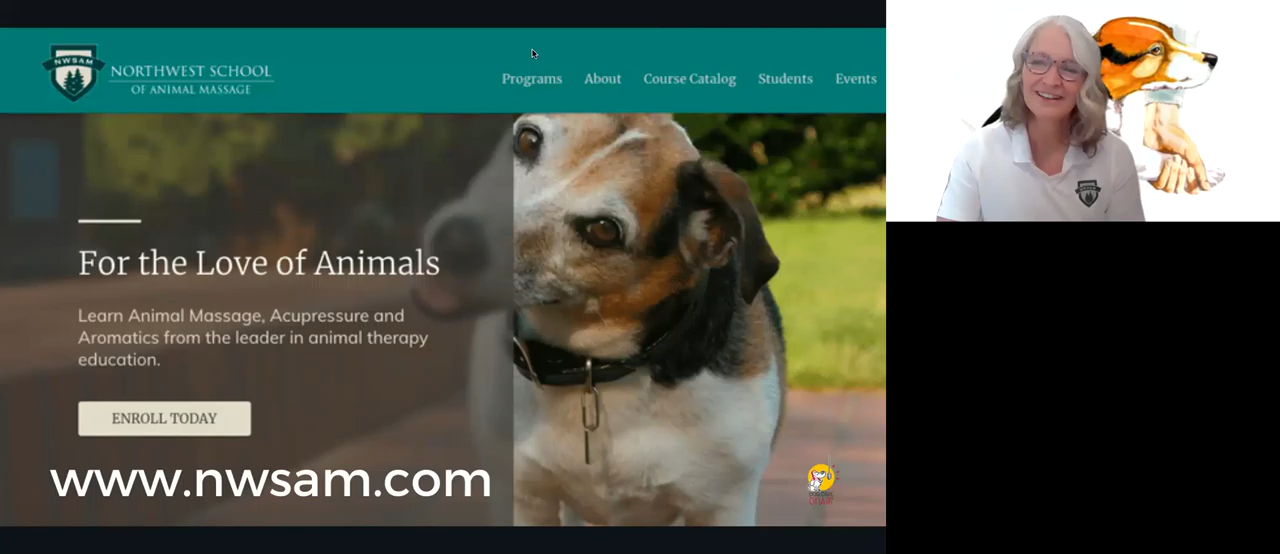 NWSAM
NORTHWEST SCHOOL
OF ANIMAL MASSAGE
Programs
About
Course Catalog
Students
Events
For the Love of Animals
Learn Animal Massage, Acupressure and
Aromatics from the leader in animal therapy
education.
ENROLL TODAY
www.nwsam.com